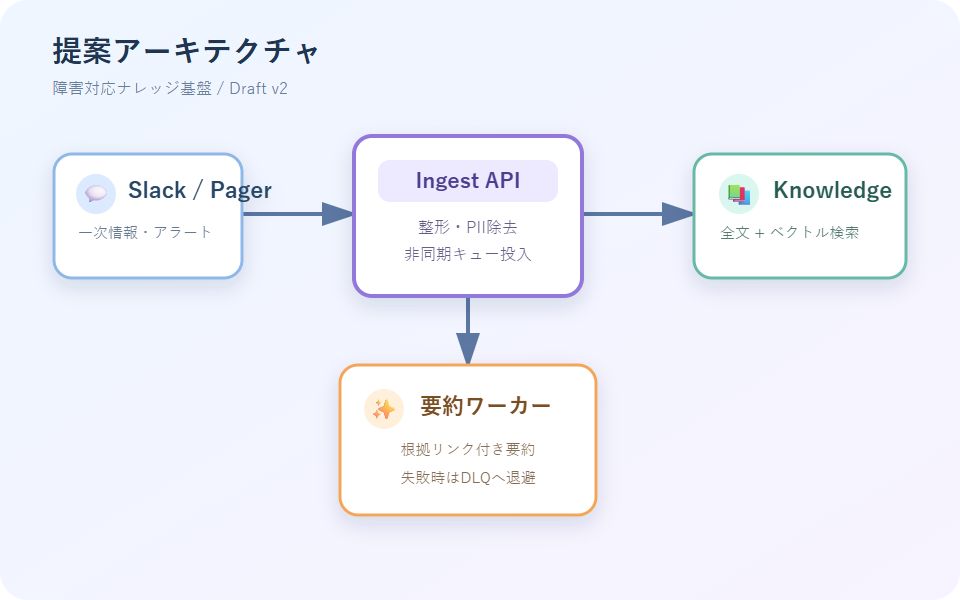 提案アーキテクチャ
障害対応ナレッジ基盤 / Draft v2
Slack / Pager
一次情報・アラート
Ingest API
整形・PII除去
非同期キュー投入
Knowledge
全文 + ベクトル検索
要約ワーカー
根拠リンク付き要約
失敗時はDLQへ退避